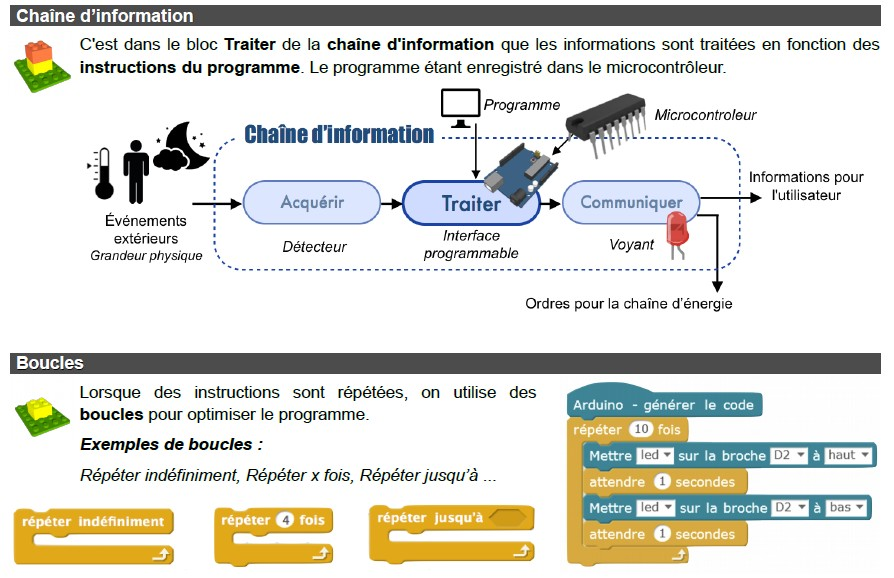 Chaîne d'information
C'est dans le bloc Traiter de la chaîne d'information que les informations sont traitées en fonction des
instructions du programme. Le programme étant enregistré dans le microcontrôleur.
Programme
Microcontroleur
Chaîne d'information
Informations pour
l'utilisateur
Acquérir
Traiter
Communiquer
Événements
extérieurs
Grandeur physique
Détecteur
Interface
programmable
Voyant
Ordres pour la chaîne d'énergie
Boucles
Lorsque des instructions sont répétées, on utilise des
boucles pour optimiser le programme.
Exemples de boucles :
Répéter indéfiniment, Répéter x fois, Répéter jusqu'à ...
répéter indéfiniment
répéter 4 fois
répéter jusqu'à
Arduino - générer le code
répéter 10 fois
Mettre led sur la broche D2 à haut
attendre 1 secondes
Mettre led sur la broche D2 à bas
attendre 1 secondes